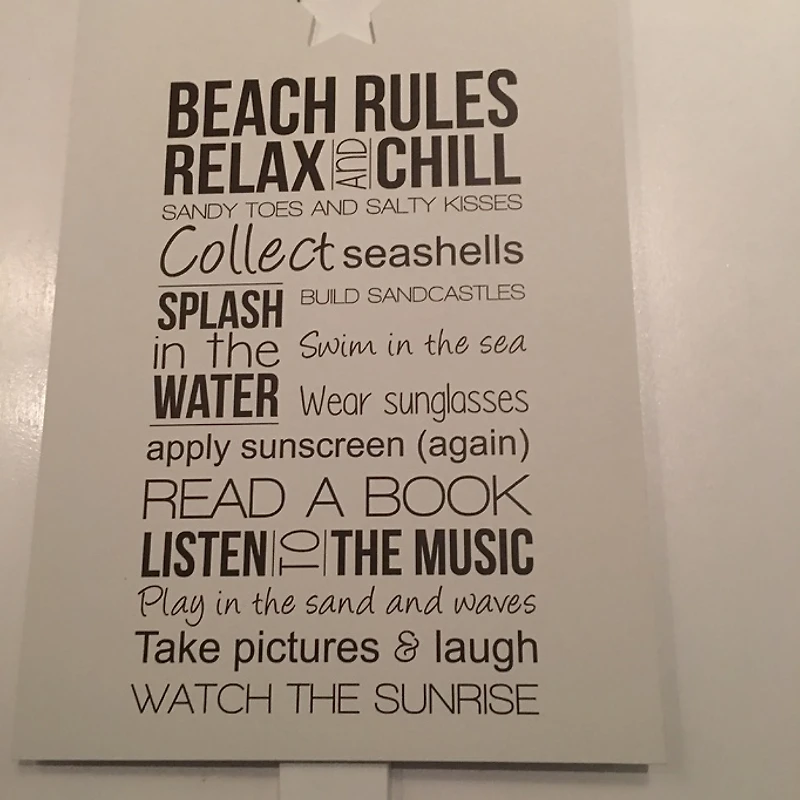 BEACH RULES
RELAX AND CHILL
SANDY TOES AND SALTY KISSES
Collect seashells
SPLASH
in the
WATER
BUILD SANDCASTLES
Swim in the sea
Wear sunglasses
apply sunscreen (again)
READ A BOOK
LISTEN TO THE MUSIC
Play in the sand and waves
Take pictures & laugh
WATCH THE SUNRISE